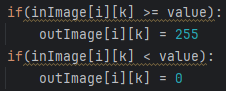 if(inImage[i][k] >= value):
    outImage[i][k] = 255
if(inImage[i][k] < value):
    outImage[i][k] = 0